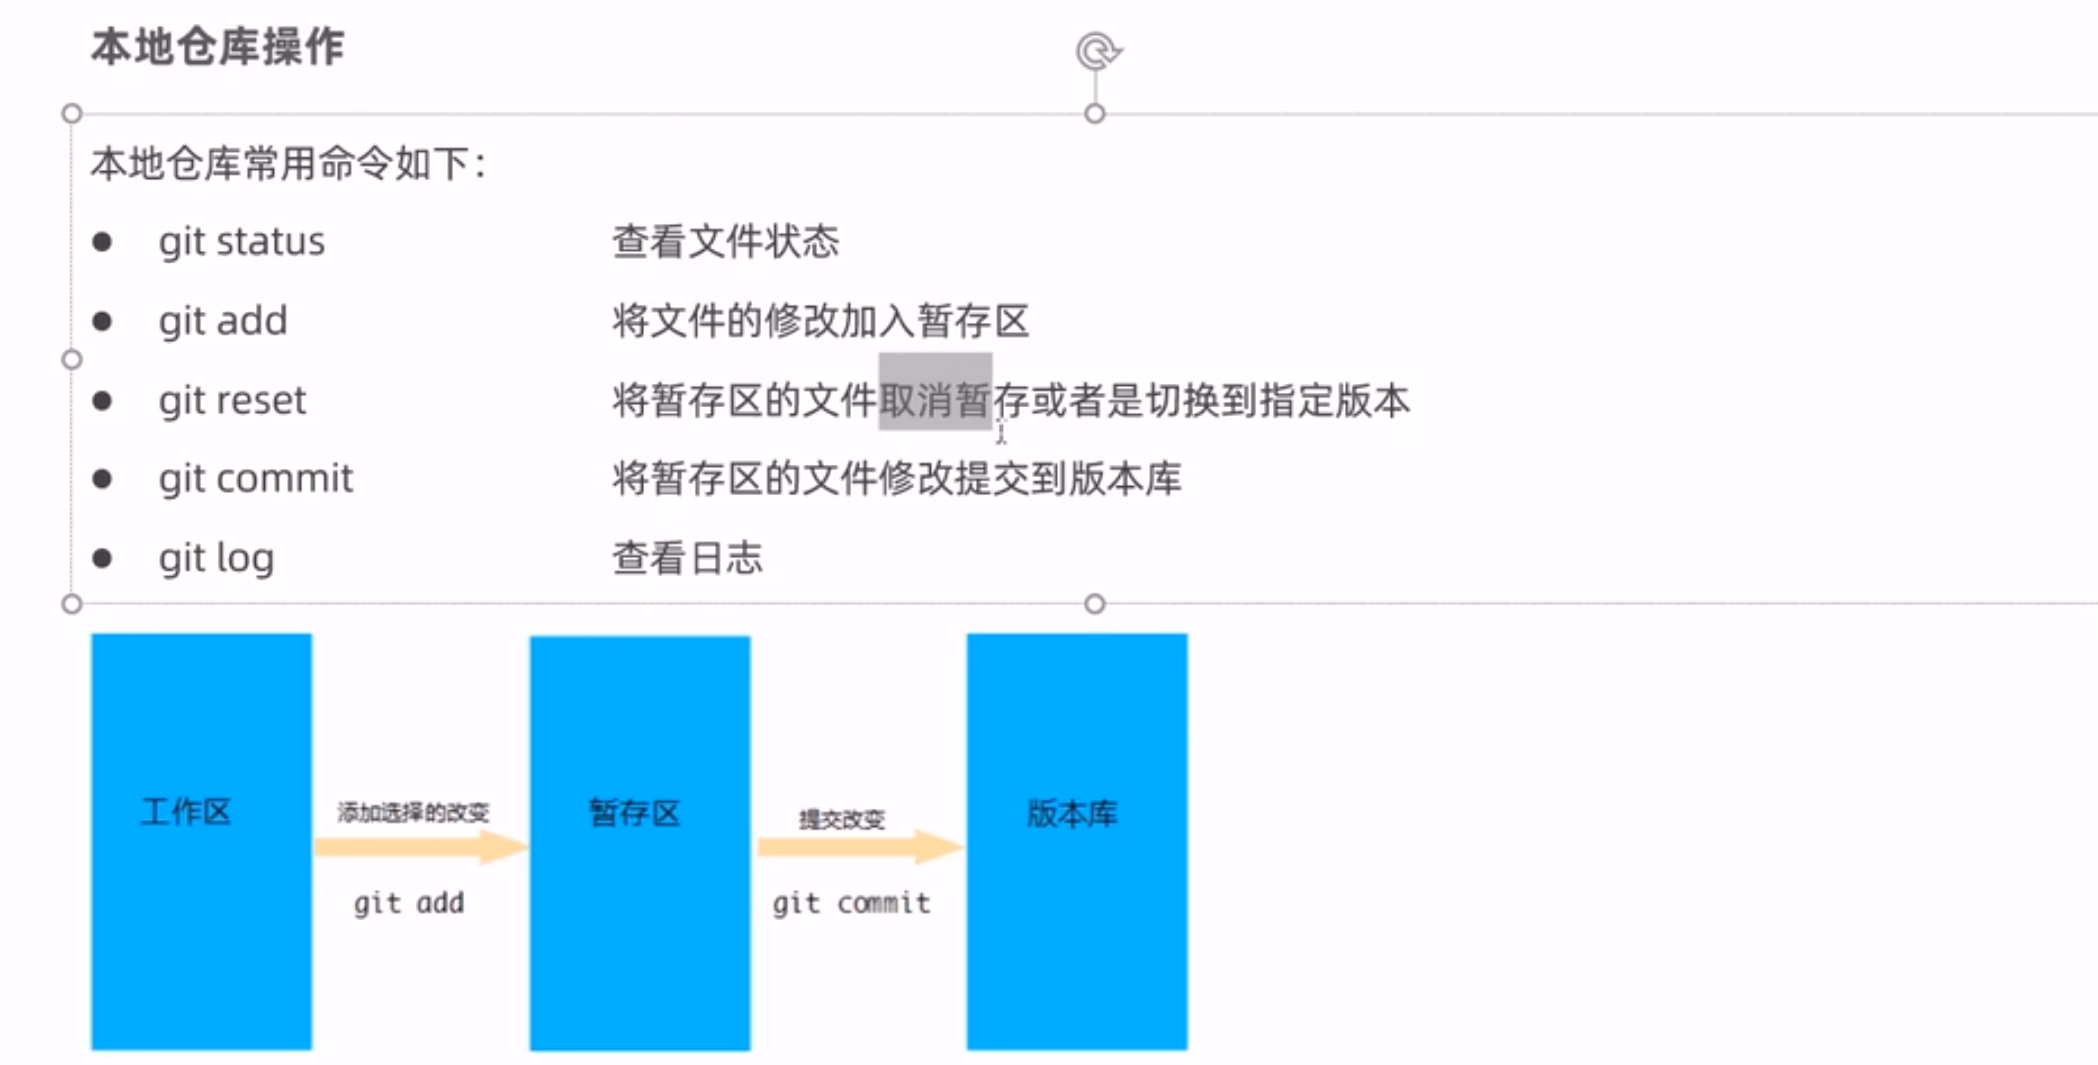 本地仓库操作
本地仓库常用命令如下：
● git status 查看文件状态
● git add 将文件的修改加入暂存区
● git reset 将暂存区的文件取消暂存或者是切换到指定版本
● git commit 将暂存区的文件修改提交到版本库
● git log 查看日志
工作区
添加选择的改变
git add
暂存区
提交改变
git commit
版本库